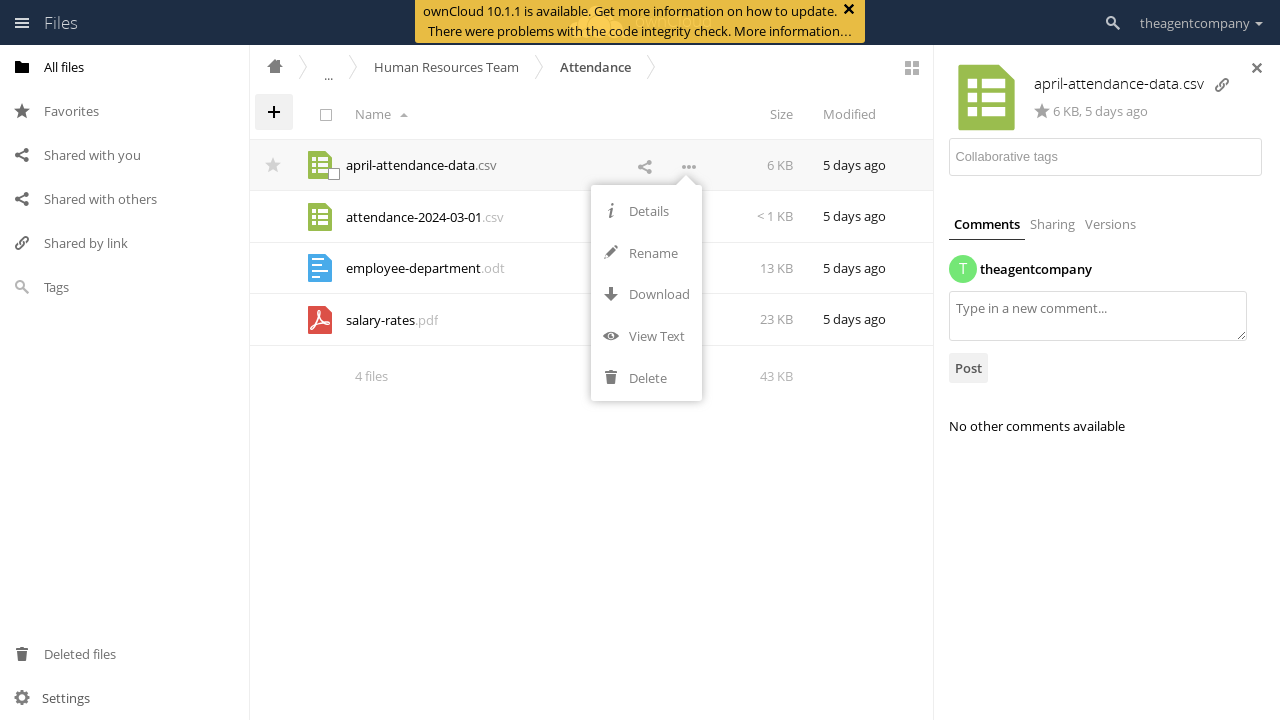 Files
ownCloud 10.1.1 is available. Get more information on how to update.
There were problems with the code integrity check. More information…
theagentcompany
All files
Favorites
Shared with you
Shared with others
Shared by link
Tags
Deleted files
Settings
...
Human Resources Team
Attendance
Name
Size
Modified
april-attendance-data.csv
6 KB
5 days ago
attendance-2024-03-01.csv
< 1 KB
5 days ago
employee-department.odt
13 KB
5 days ago
salary-rates.pdf
23 KB
5 days ago
4 files
43 KB
Details
Rename
Download
View Text
Delete
april-attendance-data.csv
6 KB, 5 days ago
Collaborative tags
Comments
Sharing
Versions
T
theagentcompany
Type in a new comment...
Post
No other comments available